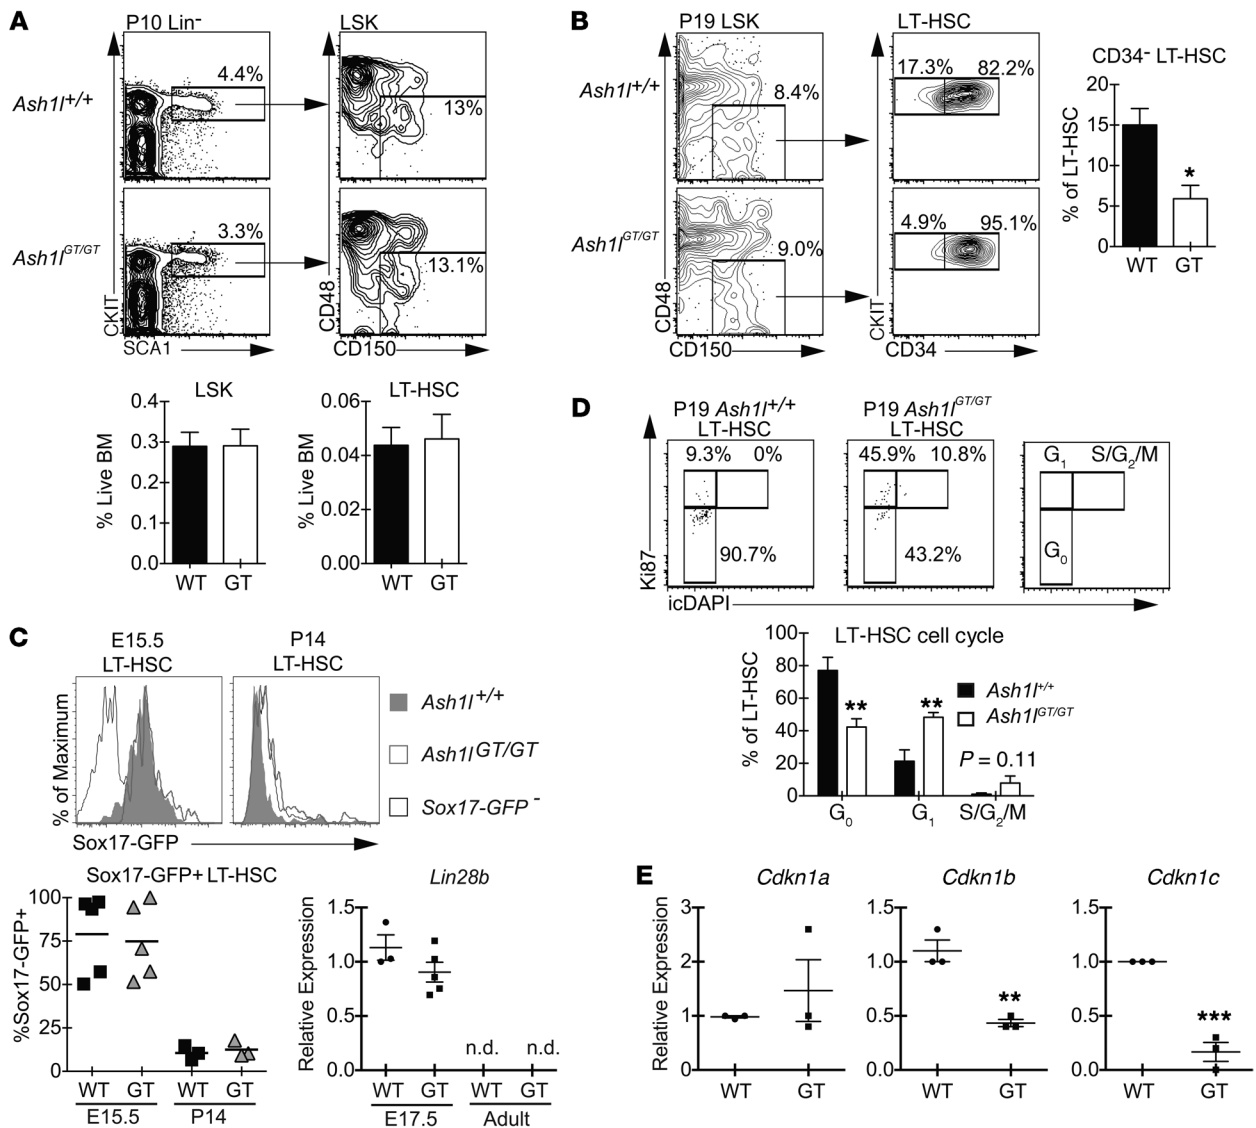 A
P10 Lin-
LSK
Ash1l+/+
4.4%
13%
Ash1lGT/GT
3.3%
13.1%
CKIT
SCA1
CD48
CD150
LSK
% Live BM
0.4
0.3
0.2
0.1
0.0
WT GT
LT-HSC
% Live BM
0.06
0.04
0.02
0.00
WT GT
B
P19 LSK
LT-HSC
Ash1l+/+
8.4%
17.3% 82.2%
Ash1lGT/GT
9.0%
4.9% 95.1%
CD48
CD150
CKIT
CD34
CD34- LT-HSC
% of LT-HSC
20
15
10
5
0
*
WT GT
C
E15.5
LT-HSC
P14
LT-HSC
% of Maximum
Sox17-GFP
Ash1l+/+
Ash1lGT/GT
Sox17-GFP-
Sox17-GFP+ LT-HSC
%Sox17-GFP+
100
75
50
25
0
WT GT WT GT
E15.5 P14
Lin28b
Relative Expression
1.5
1.0
0.5
0.0
n.d. n.d.
WT GT WT GT
E17.5 Adult
D
P19 Ash1l+/+
LT-HSC
9.3% 0%
90.7%
P19 Ash1lGT/GT
LT-HSC
45.9% 10.8%
43.2%
G1 S/G2/M
G0
Ki87
icDAPI
LT-HSC cell cycle
% of LT-HSC
100
80
60
40
20
0
** **
P = 0.11
Ash1l+/+
Ash1lGT/GT
G0 G1 S/G2/M
E
Cdkn1a
Relative Expression
3
2
1
0
WT GT
Cdkn1b
1.5
1.0
0.5
0.0
**
WT GT
Cdkn1c
1.5
1.0
0.5
0.0
***
WT GT